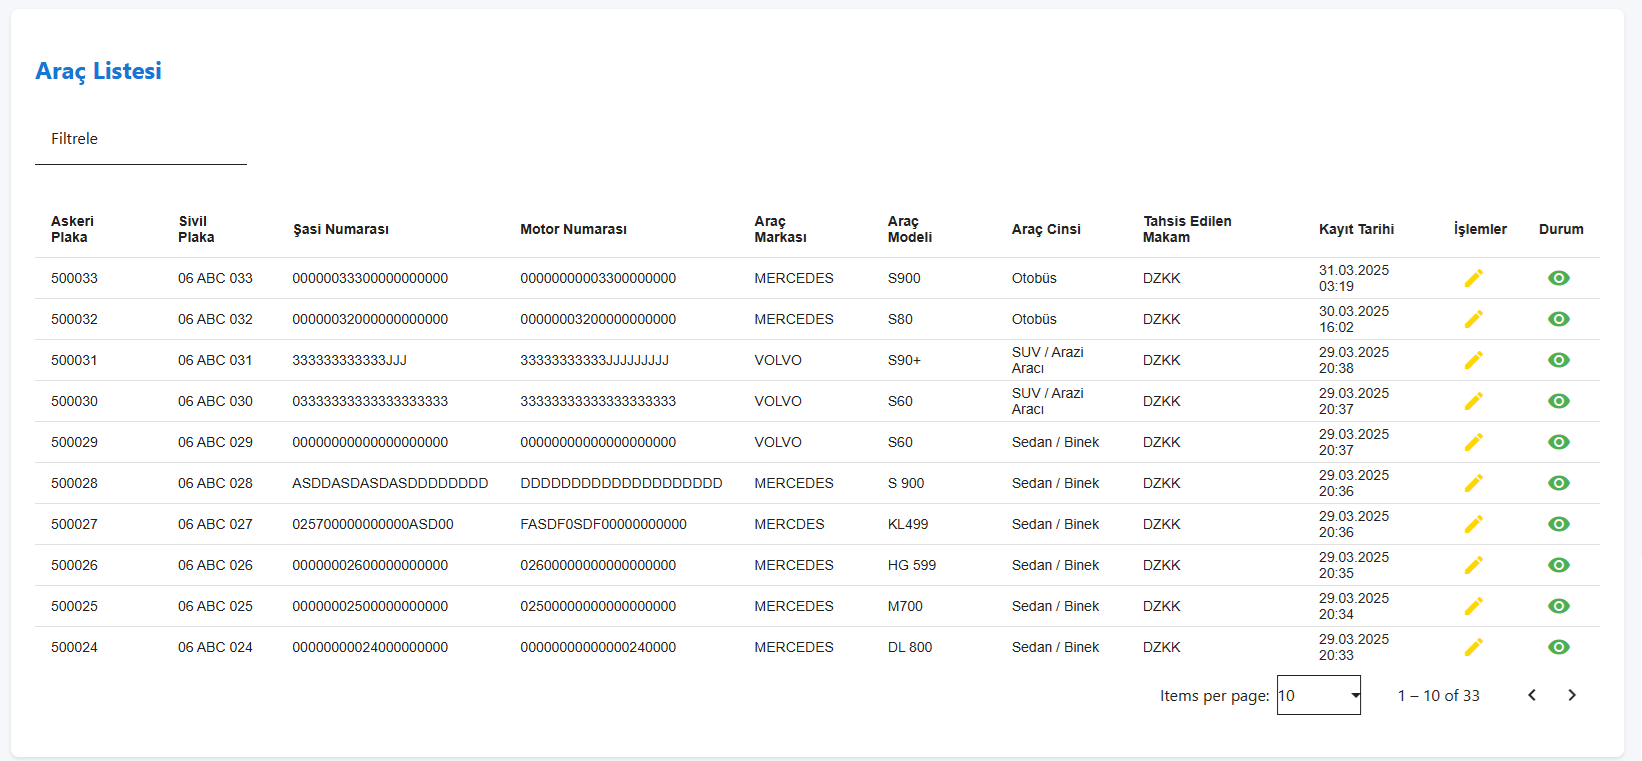 Araç Listesi
Filtrele
Askeri Plaka Sivil Plaka Şasi Numarası Motor Numarası Araç Markası Araç Modeli Araç Cinsi Tahsis Edilen Makam Kayıt Tarihi İşlemler Durum
500033 06 ABC 033 00000033300000000000 00000000003300000000 MERCEDES S900 Otobüs DZKK 31.03.2025 03:19
500032 06 ABC 032 00000032000000000000 00000003200000000000 MERCEDES S80 Otobüs DZKK 30.03.2025 16:02
500031 06 ABC 031 333333333333JJJ 33333333333JJJJJJJJJ VOLVO S90+ SUV / Arazi Aracı DZKK 29.03.2025 20:38
500030 06 ABC 030 03333333333333333333 33333333333333333333 VOLVO S60 SUV / Arazi Aracı DZKK 29.03.2025 20:37
500029 06 ABC 029 00000000000000000000 00000000000000000000 VOLVO S60 Sedan / Binek DZKK 29.03.2025 20:37
500028 06 ABC 028 ASDDASDASDASDDDDDDDD DDDDDDDDDDDDDDDDDDDD MERCEDES S 900 Sedan / Binek DZKK 29.03.2025 20:36
500027 06 ABC 027 025700000000000ASD00 FASDF0SDF00000000000 MERCDES KL499 Sedan / Binek DZKK 29.03.2025 20:36
500026 06 ABC 026 00000002600000000000 02600000000000000000 MERCEDES HG 599 Sedan / Binek DZKK 29.03.2025 20:35
500025 06 ABC 025 00000002500000000000 02500000000000000000 MERCEDES M700 Sedan / Binek DZKK 29.03.2025 20:34
500024 06 ABC 024 00000000024000000000 00000000000000240000 MERCEDES DL 800 Sedan / Binek DZKK 29.03.2025 20:33
Items per page: 10 1 – 10 of 33